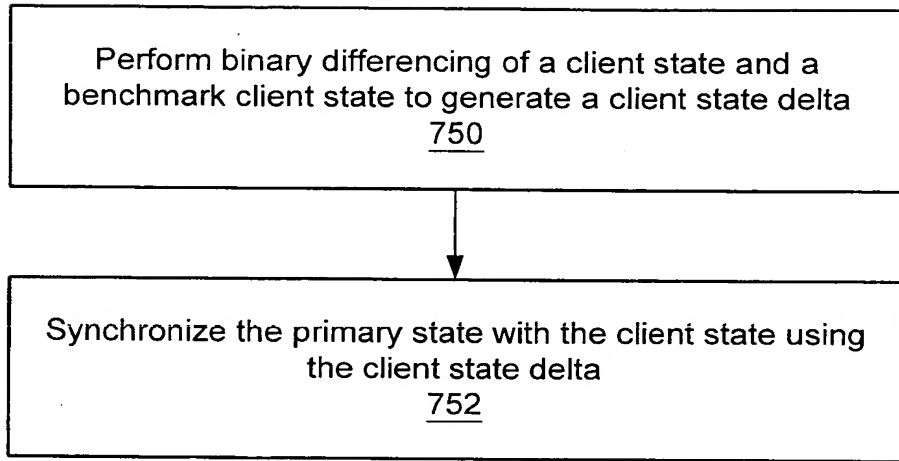 Perform binary differencing of a client state and a
benchmark client state to generate a client state delta
750
Synchronize the primary state with the client state using
the client state delta
752